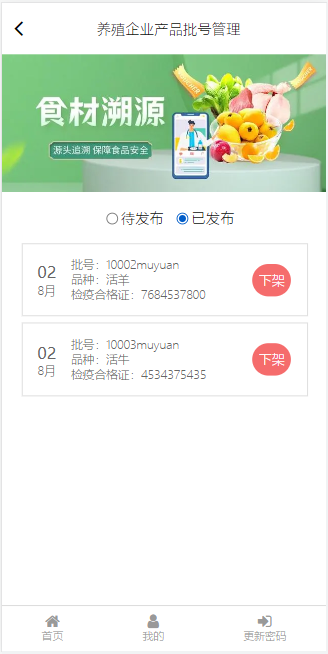 养殖企业产品批号管理
食材溯源
源头追溯 保障食品安全
待发布 已发布
02
8月
批号：10002muyuan
品种：活羊
检疫合格证：7684537800
下架
02
8月
批号：10003muyuan
品种：活牛
检疫合格证：4534375435
下架
首页 我的 更新密码